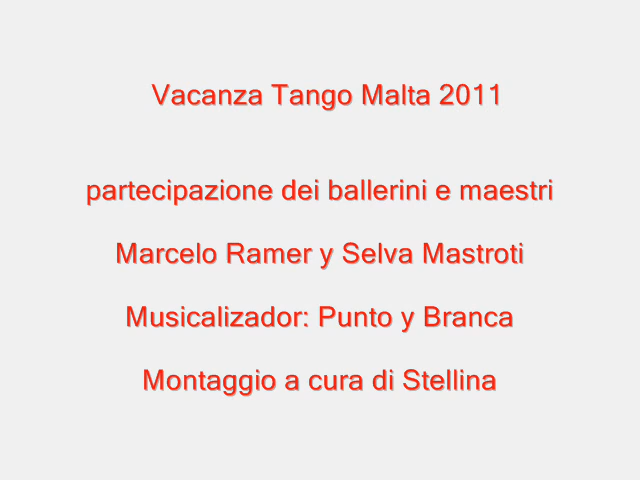 Vacanza Tango Malta 2011
partecipazione dei ballerini e maestri
Marcelo Ramer y Selva Mastroti
Musicalizador: Punto y Branca
Montaggio a cura di Stellina